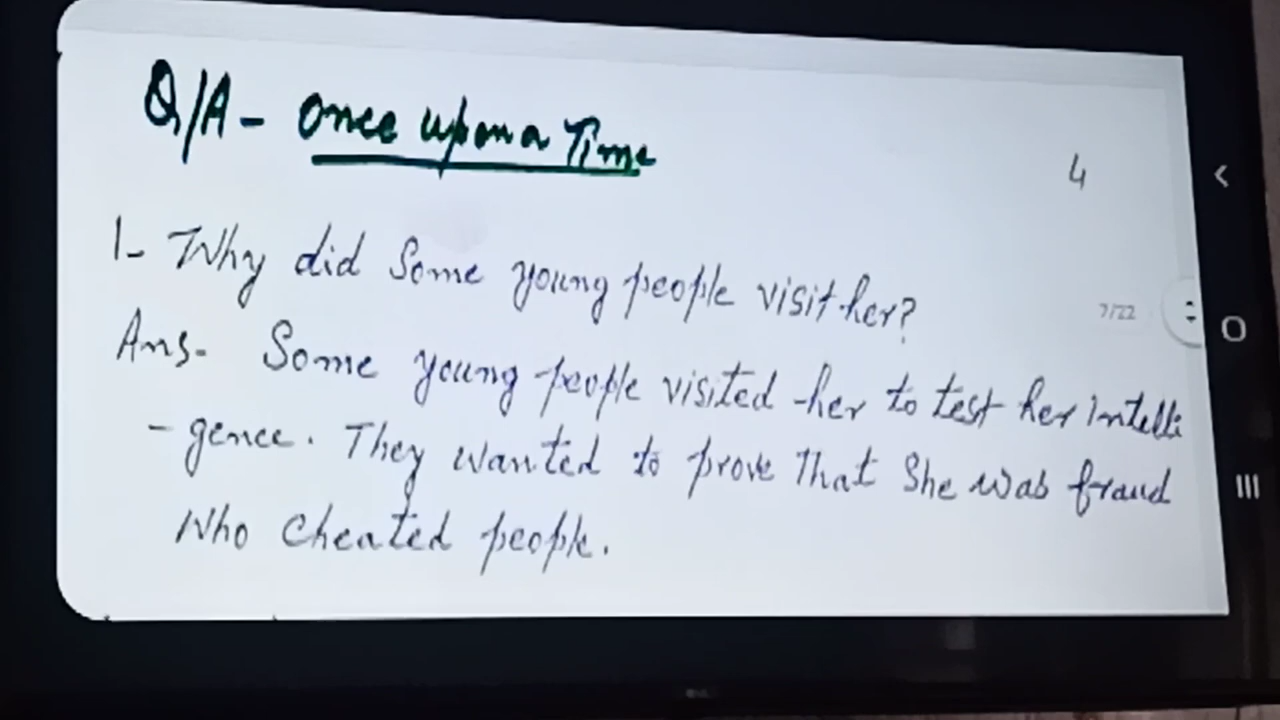 Q/A - Once upon a Time
4
1- Why did Some young people visit her?
7/22
Ans- Some young people visited her to test her intelli
- gence. They wanted to prove that She was fraud
who cheated people.